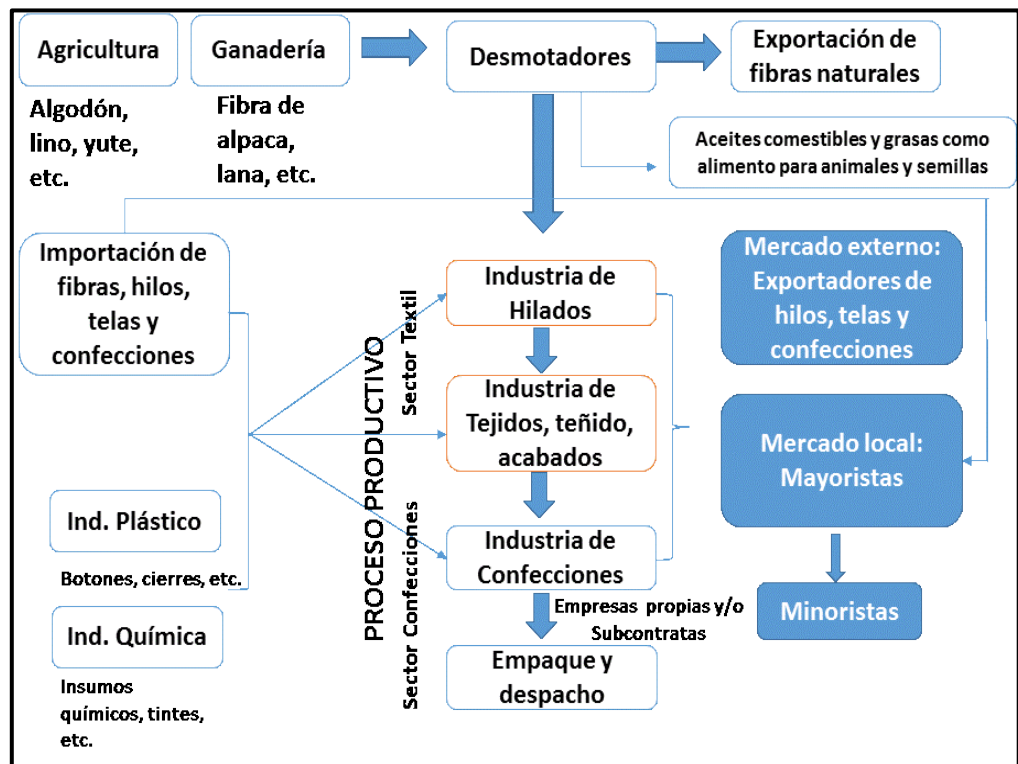 Agricultura
Ganadería
Desmotadores
Exportación de
fibras naturales
Algodón,
lino, yute,
etc.
Fibra de
alpaca,
lana, etc.
Aceites comestibles y grasas como
alimento para animales y semillas
Importación de
fibras, hilos,
telas y
confecciones
PROCESO PRODUCTIVO
Sector Textil
Sector Confecciones
Industria de
Hilados
Mercado externo:
Exportadores de
hilos, telas y
confecciones
Industria de
Tejidos, teñido,
acabados
Mercado local:
Mayoristas
Ind. Plástico
Botones, cierres, etc.
Industria de
Confecciones
Empresas propias y/o
Subcontratas
Minoristas
Ind. Química
Insumos
químicos, tintes,
etc.
Empaque y
despacho